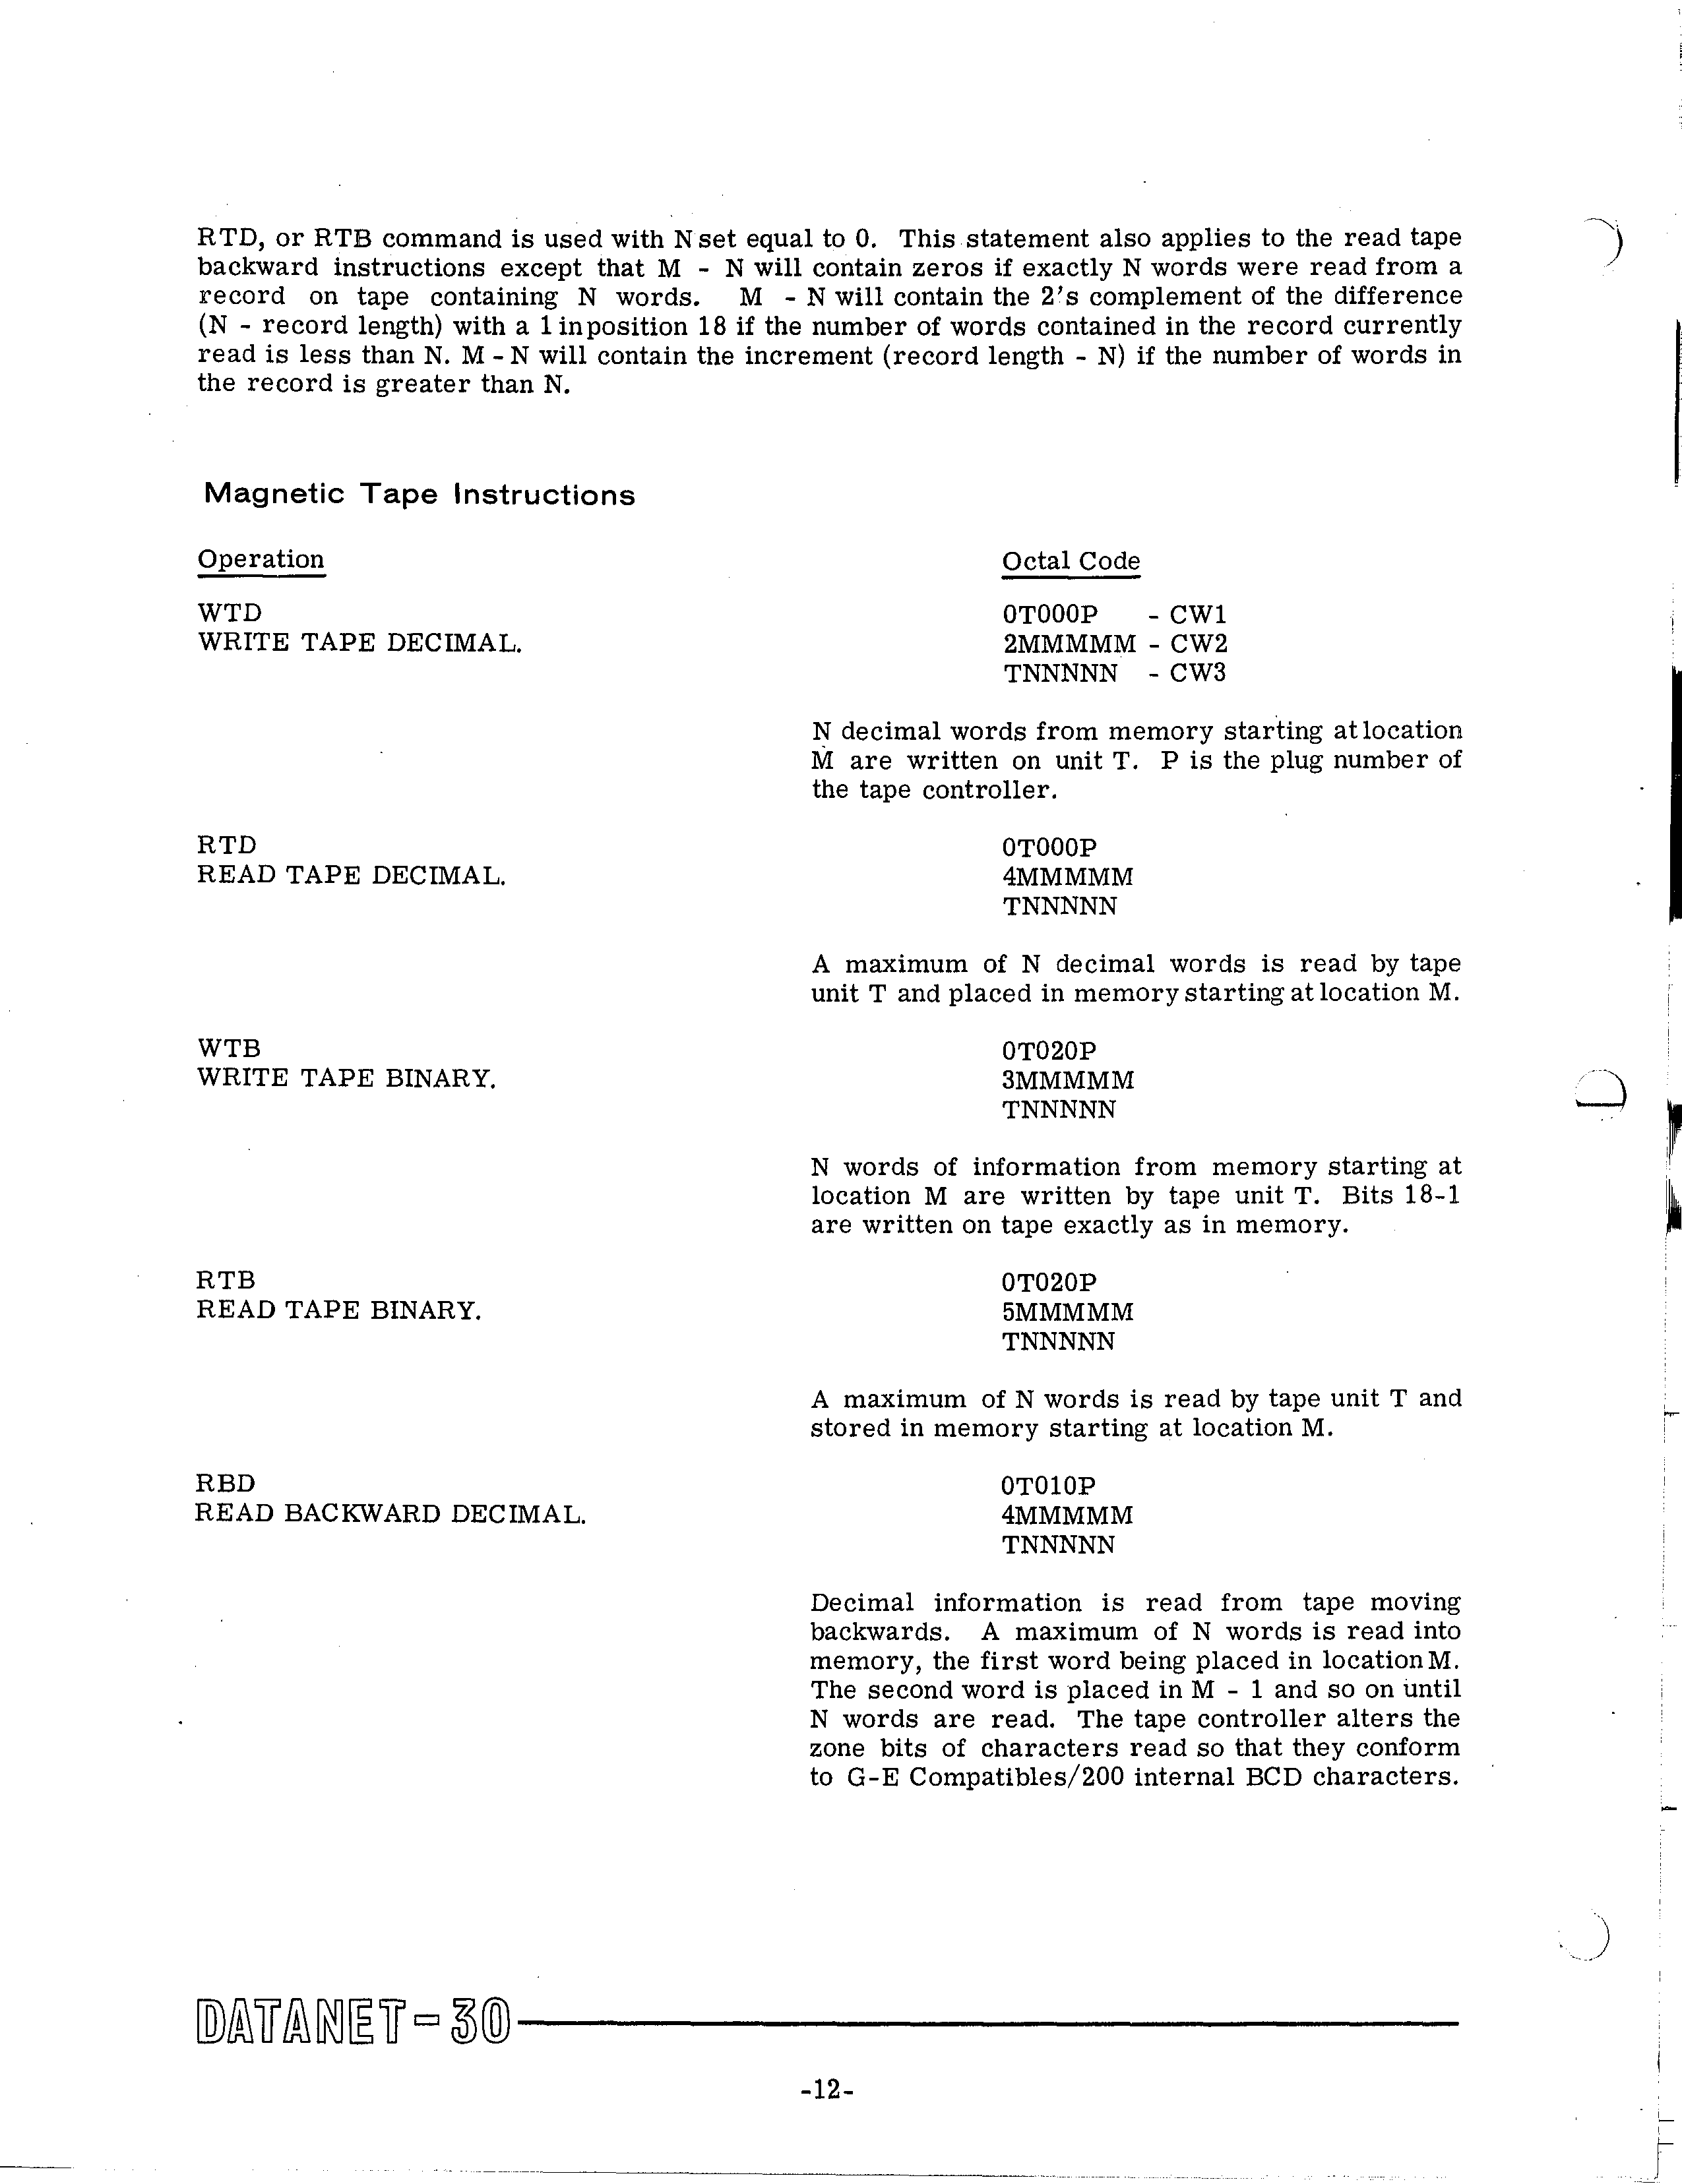 RTD, or RTB command is used with N set equal to 0. This statement also applies to the read tape
backward instructions except that M - N will contain zeros if exactly N words were read from a
record on tape containing N words. M - N will contain the 2's complement of the difference
(N - record length) with a 1 in position 18 if the number of words contained in the record currently
read is less than N. M - N will contain the increment (record length - N) if the number of words in
the record is greater than N.
Magnetic Tape Instructions
Operation Octal Code
WTD 0T000P - CW1
WRITE TAPE DECIMAL. 2MMMMM - CW2
TNNNNN - CW3
N decimal words from memory starting at location
M are written on unit T. P is the plug number of
the tape controller.
RTD 0T000P
READ TAPE DECIMAL. 4MMMMM
TNNNNN
A maximum of N decimal words is read by tape
unit T and placed in memory starting at location M.
WTB 0T020P
WRITE TAPE BINARY. 3MMMMM
TNNNNN
N words of information from memory starting at
location M are written by tape unit T. Bits 18-1
are written on tape exactly as in memory.
RTB 0T020P
READ TAPE BINARY. 5MMMMM
TNNNNN
A maximum of N words is read by tape unit T and
stored in memory starting at location M.
RBD 0T010P
READ BACKWARD DECIMAL. 4MMMMM
TNNNNN
Decimal information is read from tape moving
backwards. A maximum of N words is read into
memory, the first word being placed in location M.
The second word is placed in M - 1 and so on until
N words are read. The tape controller alters the
zone bits of characters read so that they conform
to G-E Compatibles/200 internal BCD characters.
DATANET-30
-12-